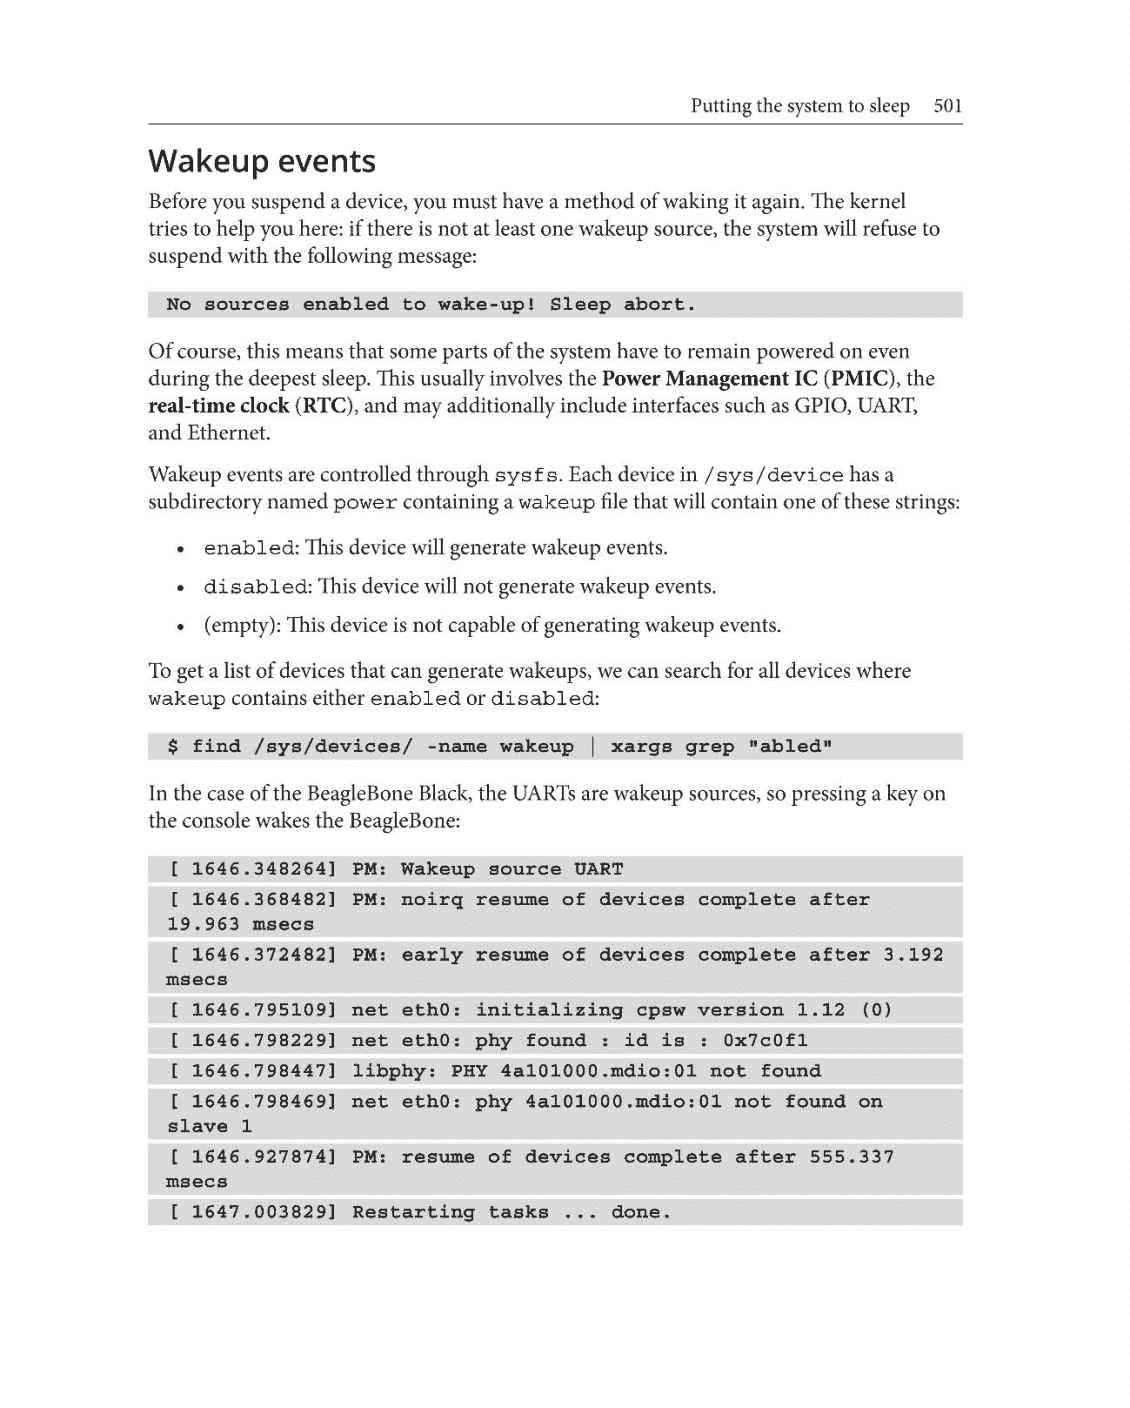 Putting the system to sleep 501
Wakeup events
Before you suspend a device, you must have a method of waking it again. The kernel
tries to help you here: if there is not at least one wakeup source, the system will refuse to
suspend with the following message:
No sources enabled to wake-up! Sleep abort.
Of course, this means that some parts of the system have to remain powered on even
during the deepest sleep. This usually involves the Power Management IC (PMIC), the
real-time clock (RTC), and may additionally include interfaces such as GPIO, UART,
and Ethernet.
Wakeup events are controlled through sysfs. Each device in /sys/device has a
subdirectory named power containing a wakeup file that will contain one of these strings:
• enabled: This device will generate wakeup events.
• disabled: This device will not generate wakeup events.
• (empty): This device is not capable of generating wakeup events.
To get a list of devices that can generate wakeups, we can search for all devices where
wakeup contains either enabled or disabled:
$ find /sys/devices/ -name wakeup | xargs grep "abled"
In the case of the BeagleBone Black, the UARTs are wakeup sources, so pressing a key on
the console wakes the BeagleBone:
[ 1646.348264] PM: Wakeup source UART
[ 1646.368482] PM: noirq resume of devices complete after
19.963 msecs
[ 1646.372482] PM: early resume of devices complete after 3.192
msecs
[ 1646.795109] net eth0: initializing cpsw version 1.12 (0)
[ 1646.798229] net eth0: phy found : id is : 0x7c0f1
[ 1646.798447] libphy: PHY 4a101000.mdio:01 not found
[ 1646.798469] net eth0: phy 4a101000.mdio:01 not found on
slave 1
[ 1646.927874] PM: resume of devices complete after 555.337
msecs
[ 1647.003829] Restarting tasks ... done.